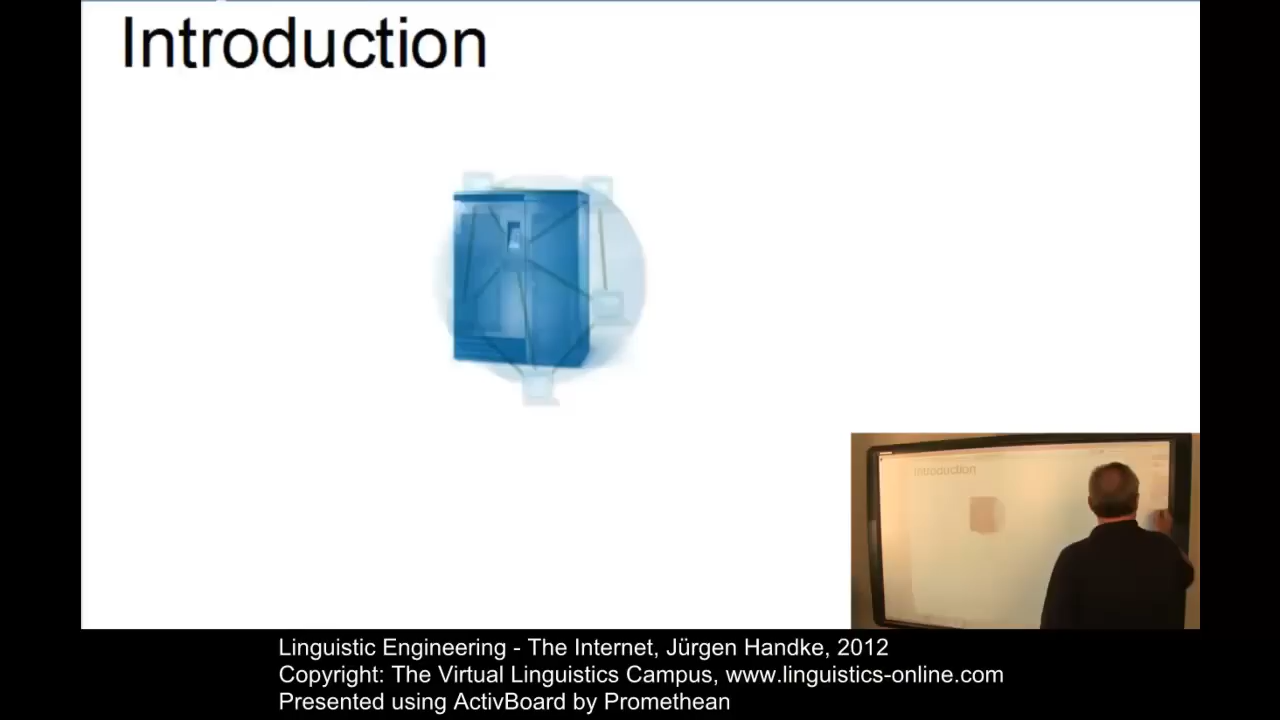 Introduction
Introduction
Linguistic Engineering - The Internet, Jürgen Handke, 2012
Copyright: The Virtual Linguistics Campus, www.linguistics-online.com
Presented using ActivBoard by Promethean